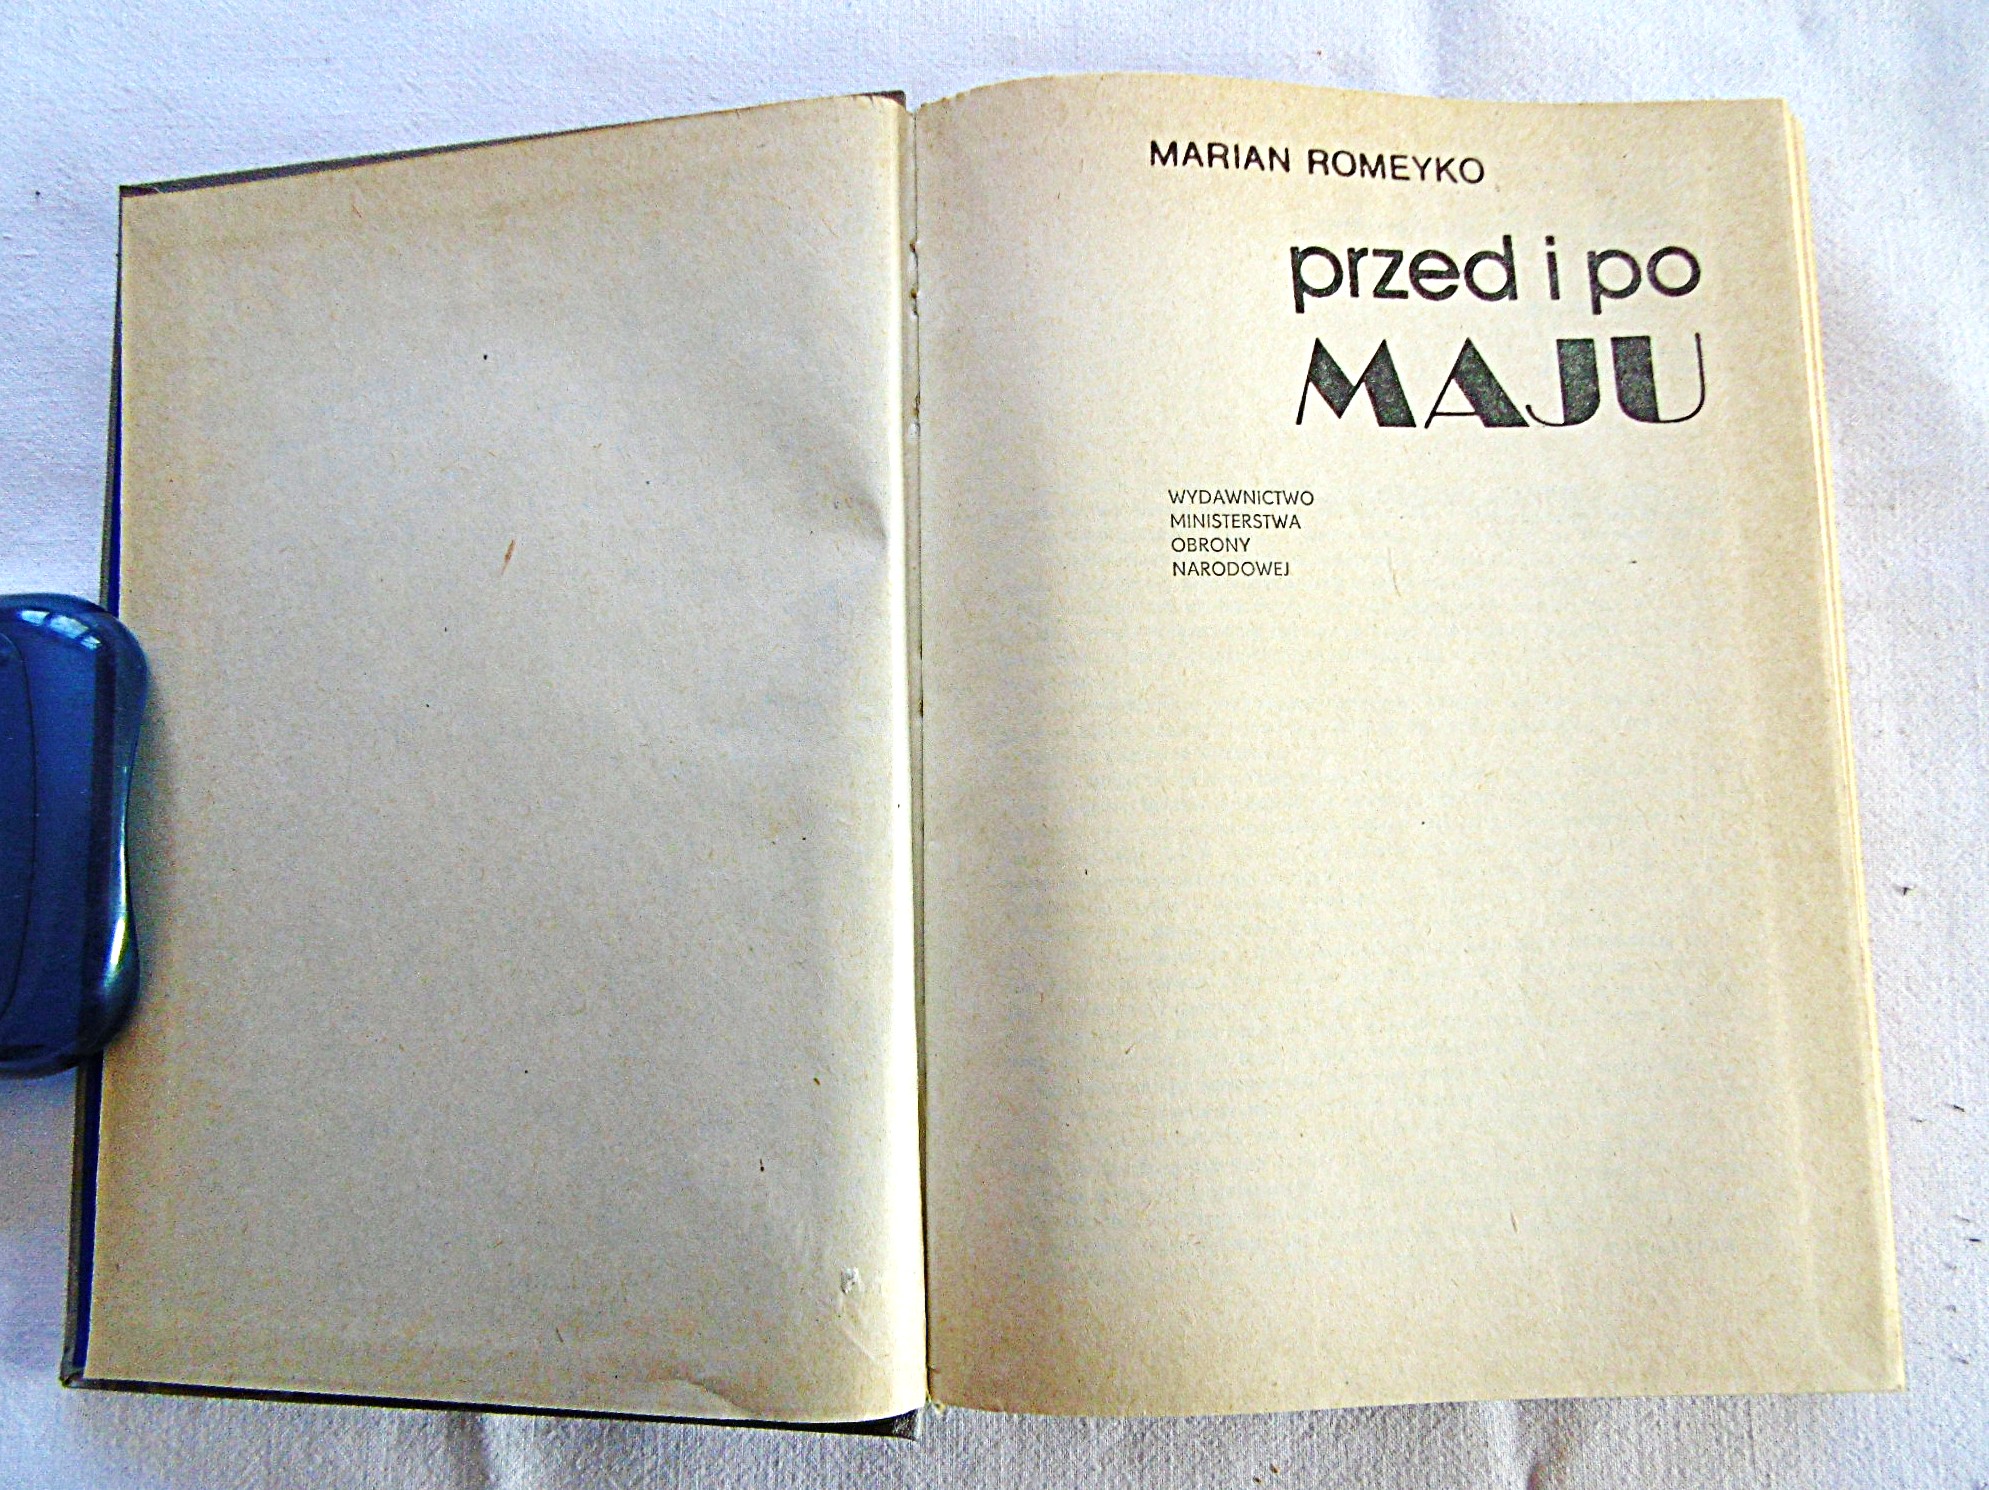 MARIAN ROMEYKO
przed i po
MAJU
WYDAWNICTWO
MINISTERSTWA
OBRONY
NARODOWEJ